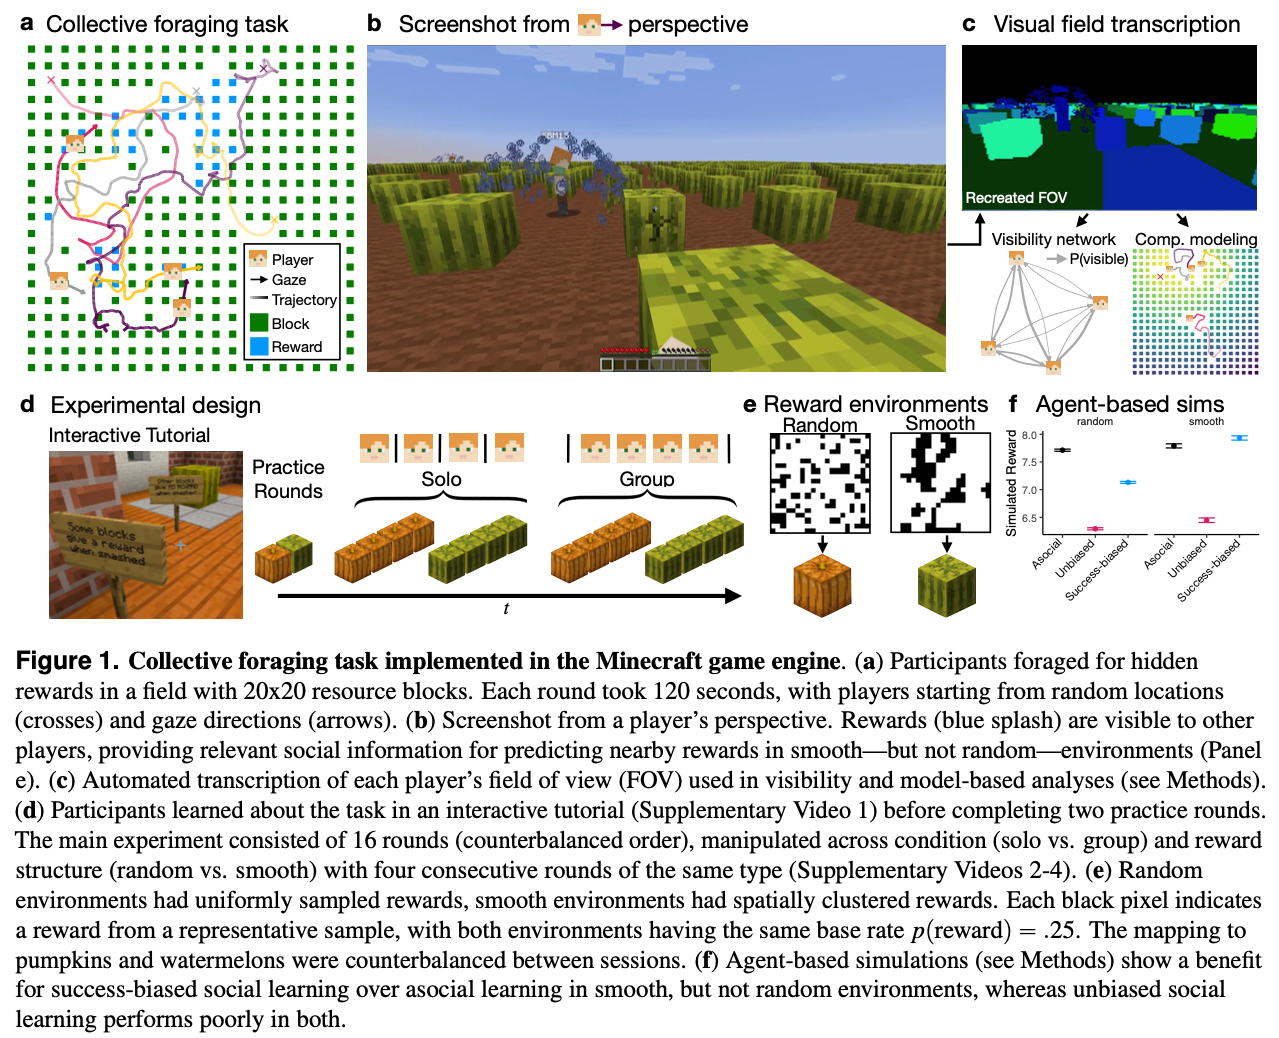 a Collective foraging task
b Screenshot from → perspective
c Visual field transcription
Player
Gaze
Trajectory
Block
Reward
Recreated FOV
Visibility network
P(visible)
Comp. modeling
d Experimental design
Interactive Tutorial
Some blocks
give a reward
when smashed
Other blocks
give no reward
when smashed
Practice
Rounds
Solo
Group
t
e Reward environments
Random
Smooth
f Agent-based sims
random
smooth
Simulated Reward
8.0
7.5
7.0
6.5
Asocial
Unbiased
Success-biased
Asocial
Unbiased
Success-biased
Figure 1. Collective foraging task implemented in the Minecraft game engine. (a) Participants foraged for hidden
rewards in a field with 20x20 resource blocks. Each round took 120 seconds, with players starting from random locations
(crosses) and gaze directions (arrows). (b) Screenshot from a player’s perspective. Rewards (blue splash) are visible to other
players, providing relevant social information for predicting nearby rewards in smooth—but not random—environments (Panel
e). (c) Automated transcription of each player’s field of view (FOV) used in visibility and model-based analyses (see Methods).
(d) Participants learned about the task in an interactive tutorial (Supplementary Video 1) before completing two practice rounds.
The main experiment consisted of 16 rounds (counterbalanced order), manipulated across condition (solo vs. group) and reward
structure (random vs. smooth) with four consecutive rounds of the same type (Supplementary Videos 2-4). (e) Random
environments had uniformly sampled rewards, smooth environments had spatially clustered rewards. Each black pixel indicates
a reward from a representative sample, with both environments having the same base rate p(reward) = .25. The mapping to
pumpkins and watermelons were counterbalanced between sessions. (f) Agent-based simulations (see Methods) show a benefit
for success-biased social learning over asocial learning in smooth, but not random environments, whereas unbiased social
learning performs poorly in both.